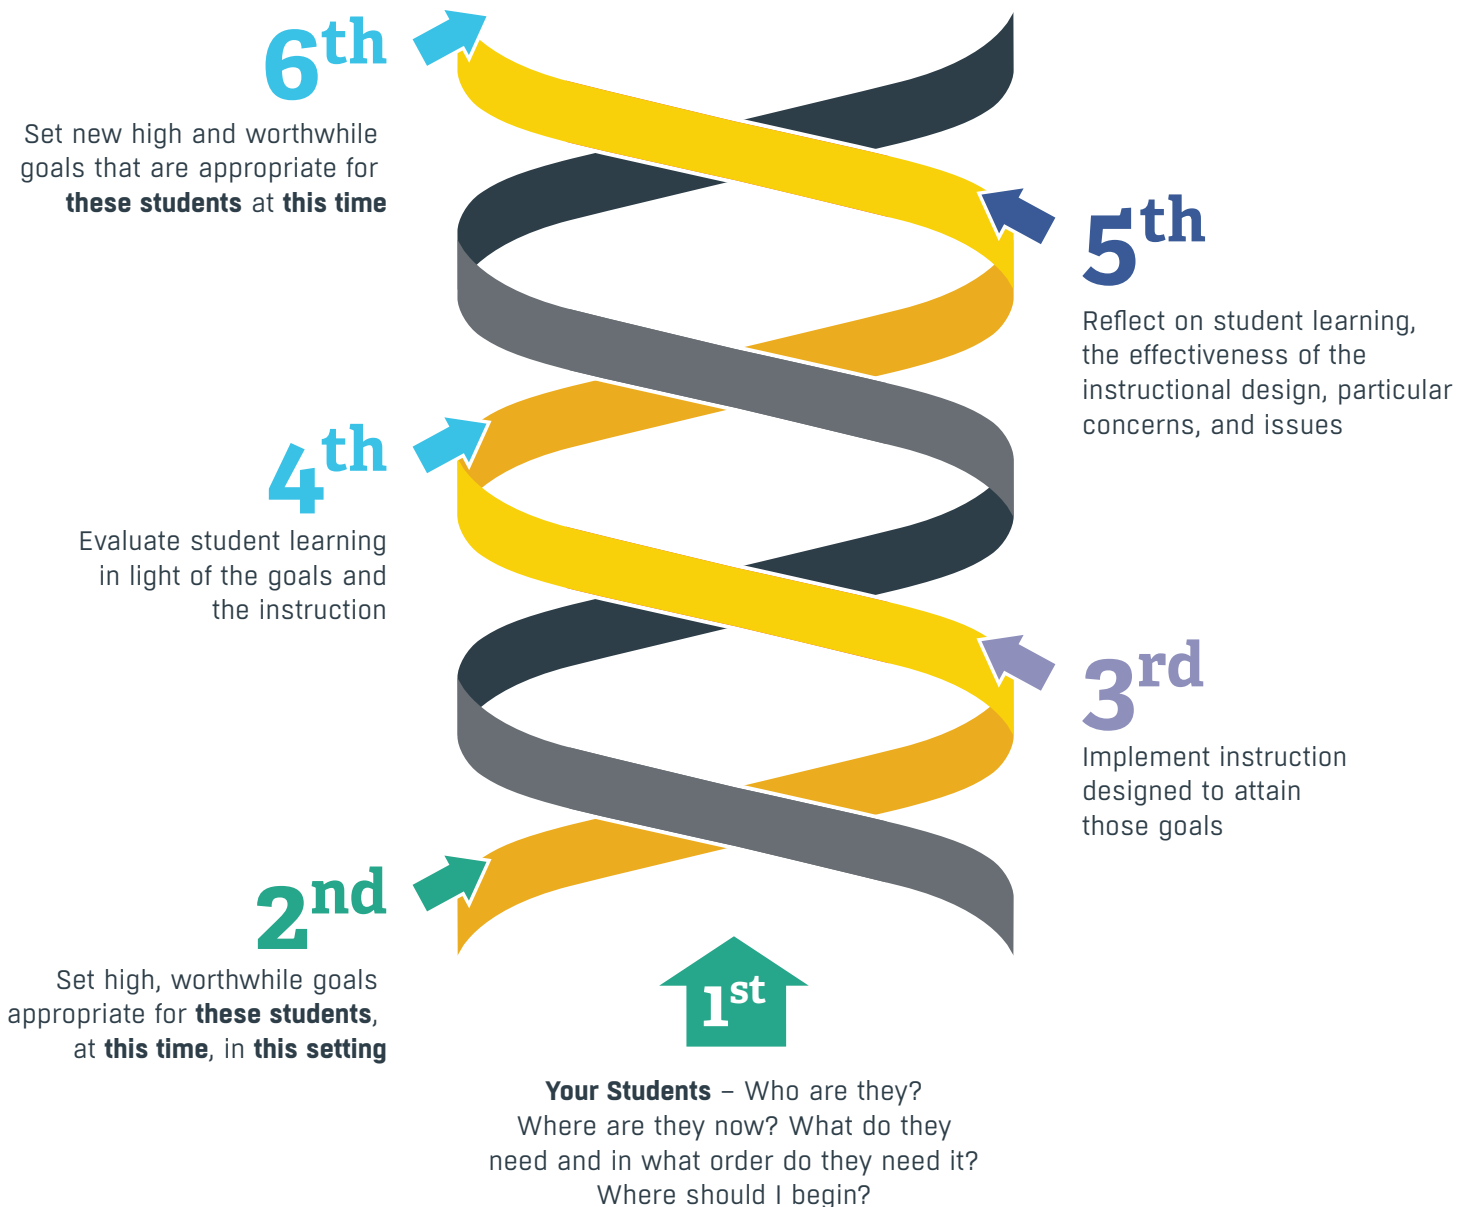 6th
Set new high and worthwhile
goals that are appropriate for
these students at this time
5th
Reflect on student learning,
the effectiveness of the
instructional design, particular
concerns, and issues
4th
Evaluate student learning
in light of the goals and
the instruction
3rd
Implement instruction
designed to attain
those goals
2nd
Set high, worthwhile goals
appropriate for these students,
at this time, in this setting
1st
Your Students – Who are they?
Where are they now? What do they
need and in what order do they need it?
Where should I begin?